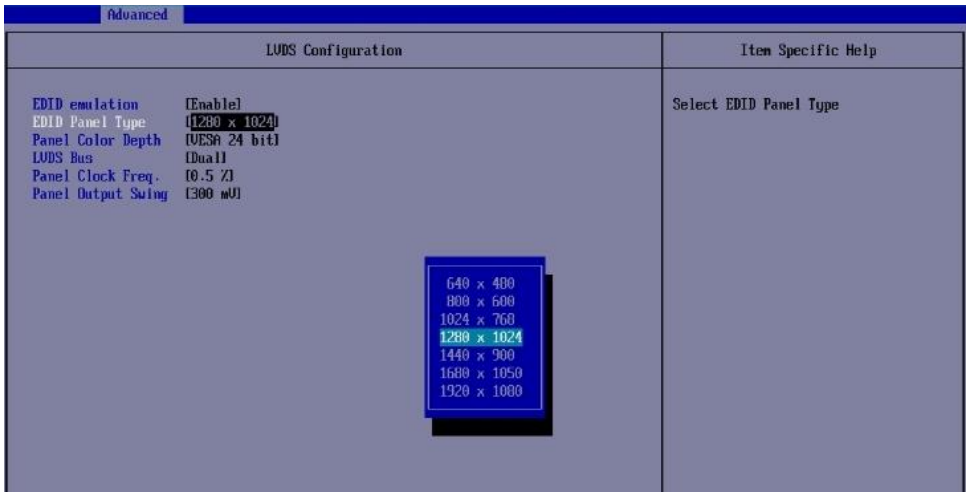 Advanced
LVDS Configuration
Item Specific Help
EDID emulation [Enable]
EDID Panel Type [1280 x 1024]
Panel Color Depth [VESA 24 bit]
LVDS Bus [Dual]
Panel Clock Freq. [0.5 %]
Panel Output Swing [300 mV]
Select EDID Panel Type
640 x 480
800 x 600
1024 x 768
1280 x 1024
1440 x 900
1680 x 1050
1920 x 1080